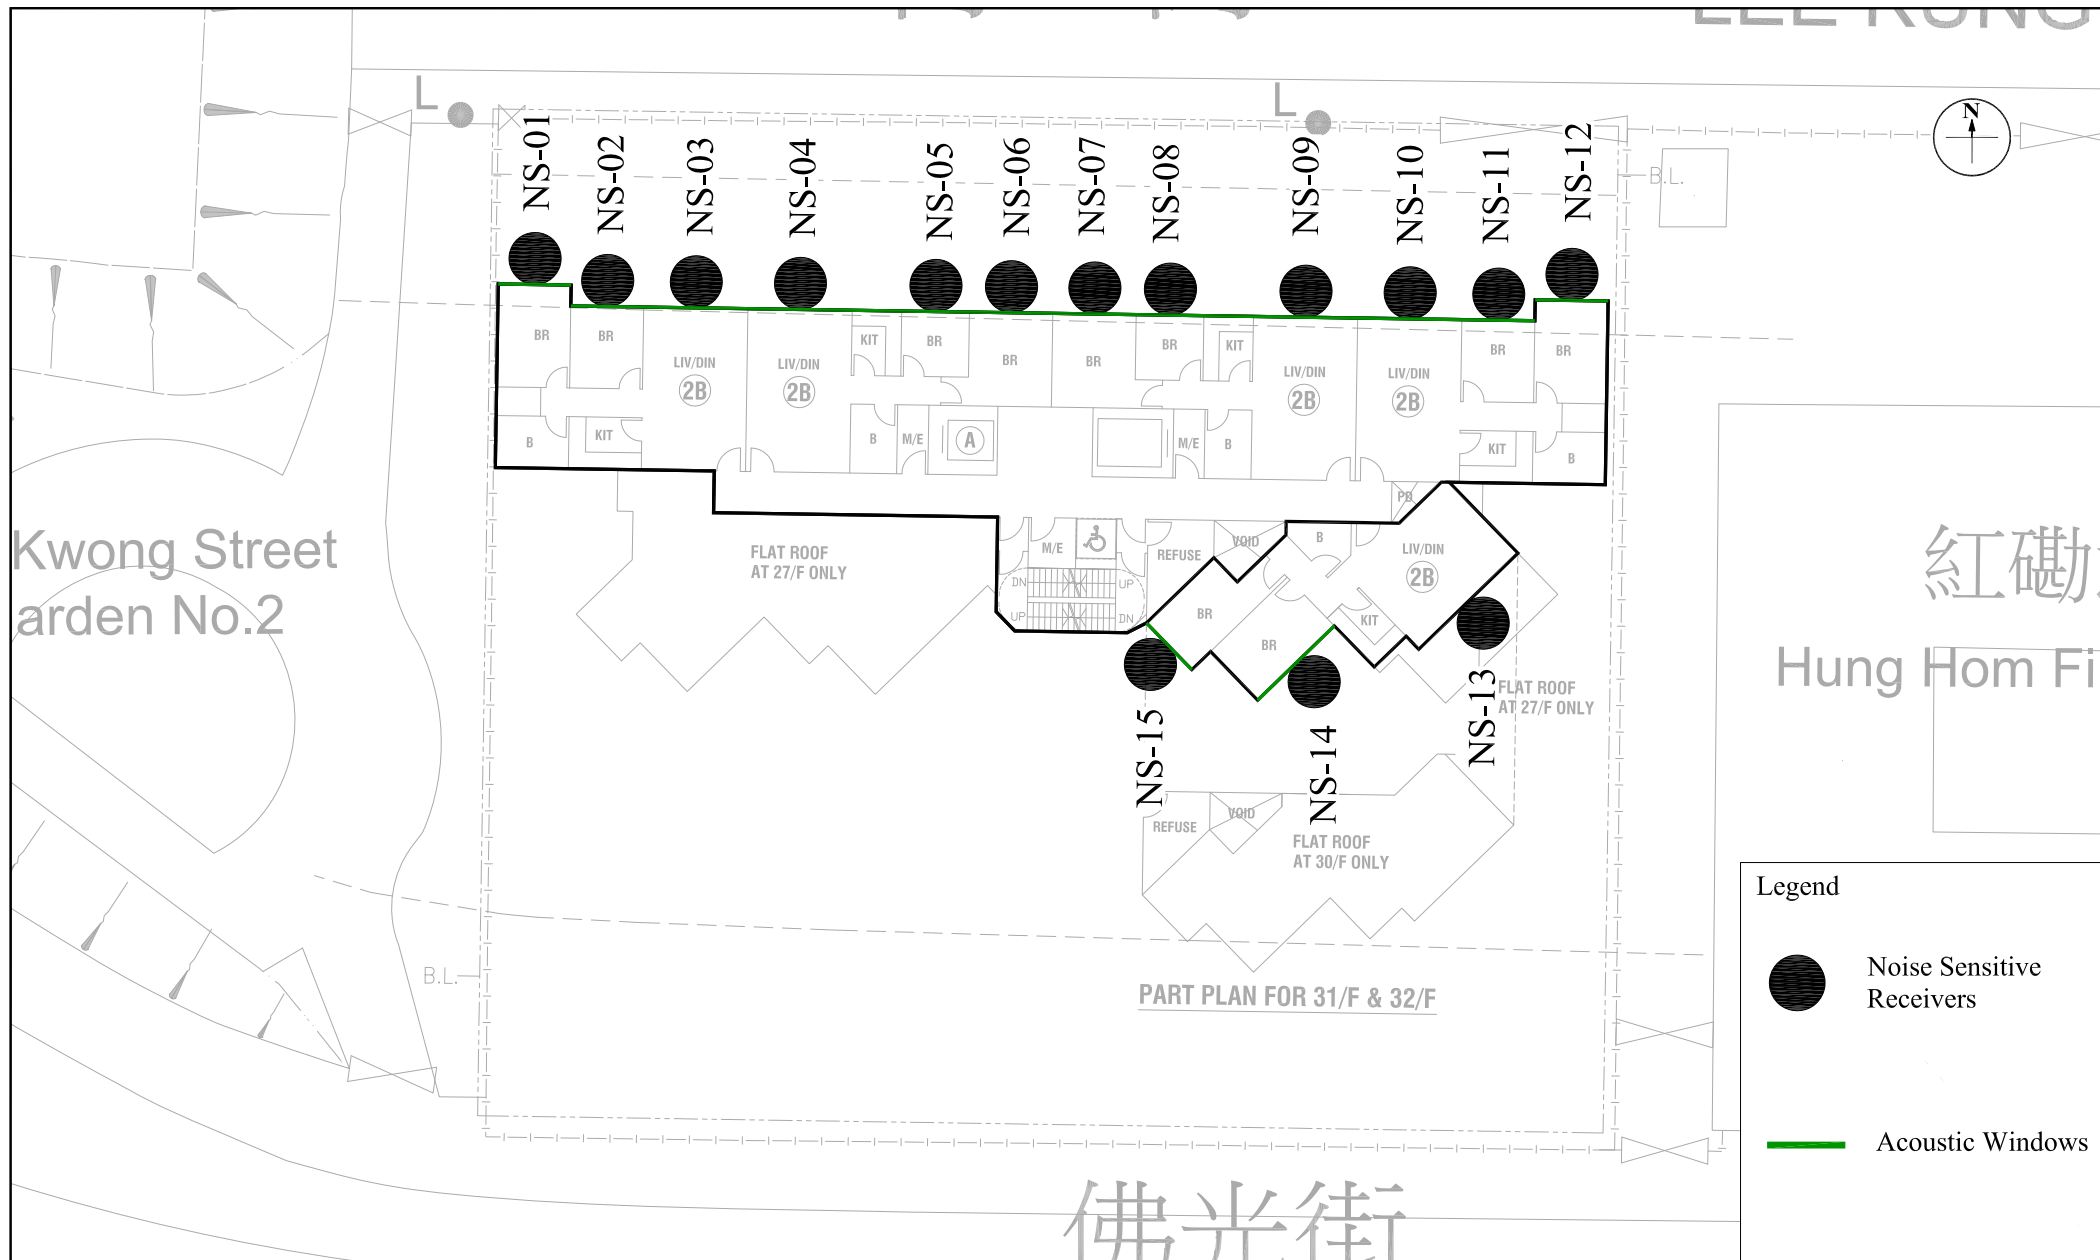 LEE KUNG
L
L
N
NS-01
NS-02
NS-03
NS-04
NS-05
NS-06
NS-07
NS-08
NS-09
NS-10
NS-11
NS-12
B.L.
BR
BR
LIV/DIN
2B
LIV/DIN
2B
KIT
BR
BR
BR
BR
KIT
LIV/DIN
2B
LIV/DIN
2B
BR
BR
B
KIT
B
M/E
A
M/E
B
KIT
B
PD
Kwong Street
arden No.2
FLAT ROOF
AT 27/F ONLY
M/E
DN
UP
UP
DN
REFUSE
VOID
B
LIV/DIN
2B
BR
BR
KIT
紅磡
Hung Hom Fi
NS-15
NS-14
NS-13
FLAT ROOF
AT 27/F ONLY
REFUSE
VOID
FLAT ROOF
AT 30/F ONLY
B.L.
PART PLAN FOR 31/F & 32/F
Legend
Noise Sensitive
Receivers
Acoustic Windows
佛光街